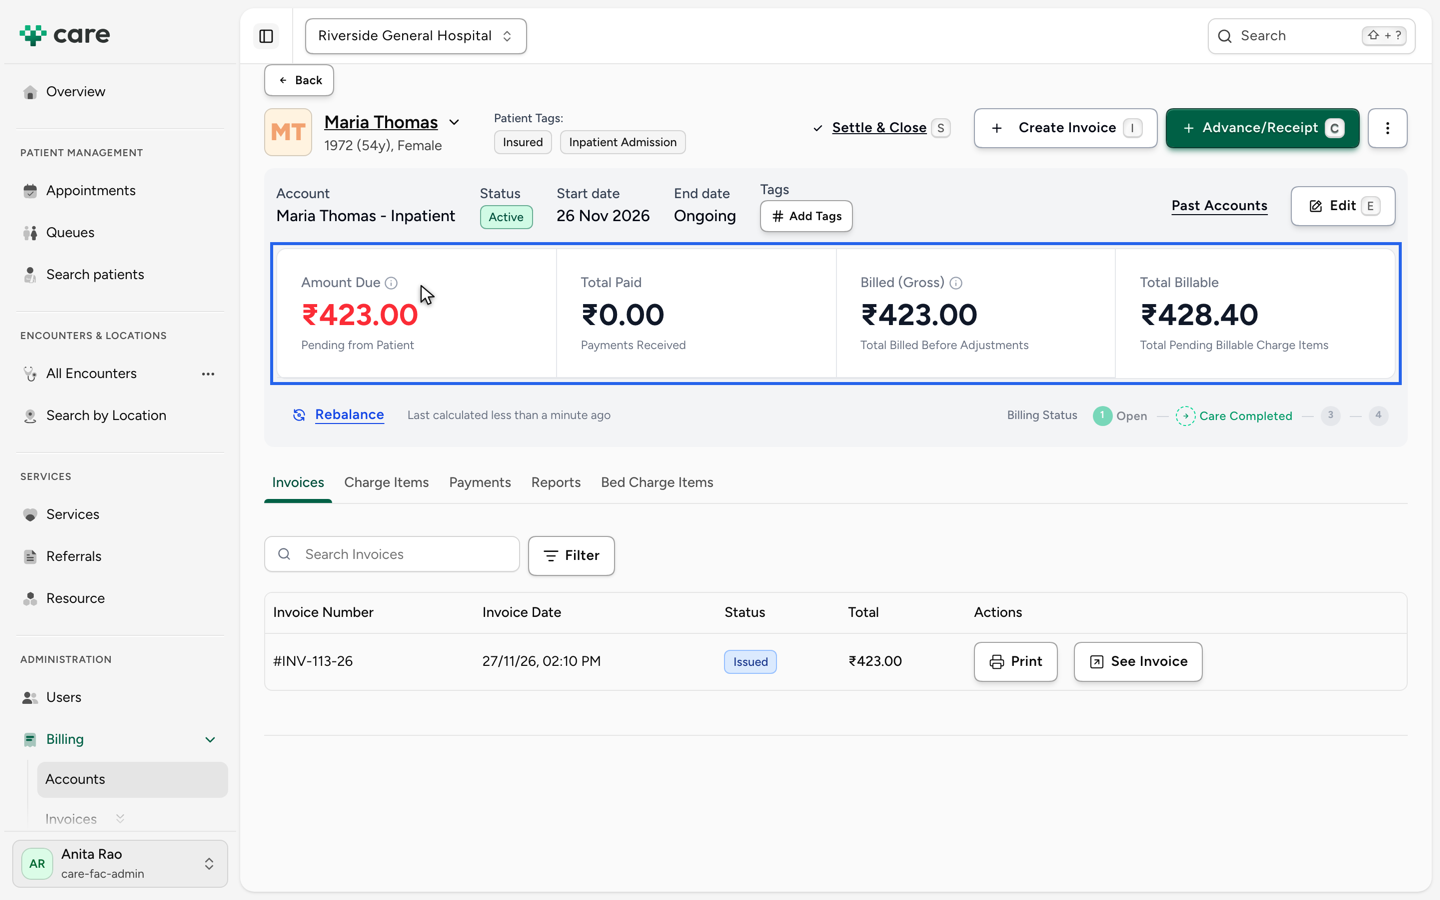 care
Riverside General Hospital
Search
⇧ + ?
Overview
PATIENT MANAGEMENT
Appointments
Queues
Search patients
ENCOUNTERS & LOCATIONS
All Encounters
Search by Location
SERVICES
Services
Referrals
Resource
ADMINISTRATION
Users
Billing
Accounts
Invoices
AR
Anita Rao
care-fac-admin
Back
MT
Maria Thomas
1972 (54y), Female
Patient Tags:
Insured
Inpatient Admission
Settle & Close S
+ Create Invoice I
+ Advance/Receipt C
Account
Maria Thomas - Inpatient
Status
Active
Start date
26 Nov 2026
End date
Ongoing
Tags
# Add Tags
Past Accounts
Edit E
Amount Due
₹423.00
Pending from Patient
Total Paid
₹0.00
Payments Received
Billed (Gross)
₹423.00
Total Billed Before Adjustments
Total Billable
₹428.40
Total Pending Billable Charge Items
Rebalance
Last calculated less than a minute ago
Billing Status 1 Open Care Completed 3 4
Invoices Charge Items Payments Reports Bed Charge Items
Search Invoices
Filter
Invoice Number Invoice Date Status Total Actions
#INV-113-26 27/11/26, 02:10 PM Issued ₹423.00 Print See Invoice